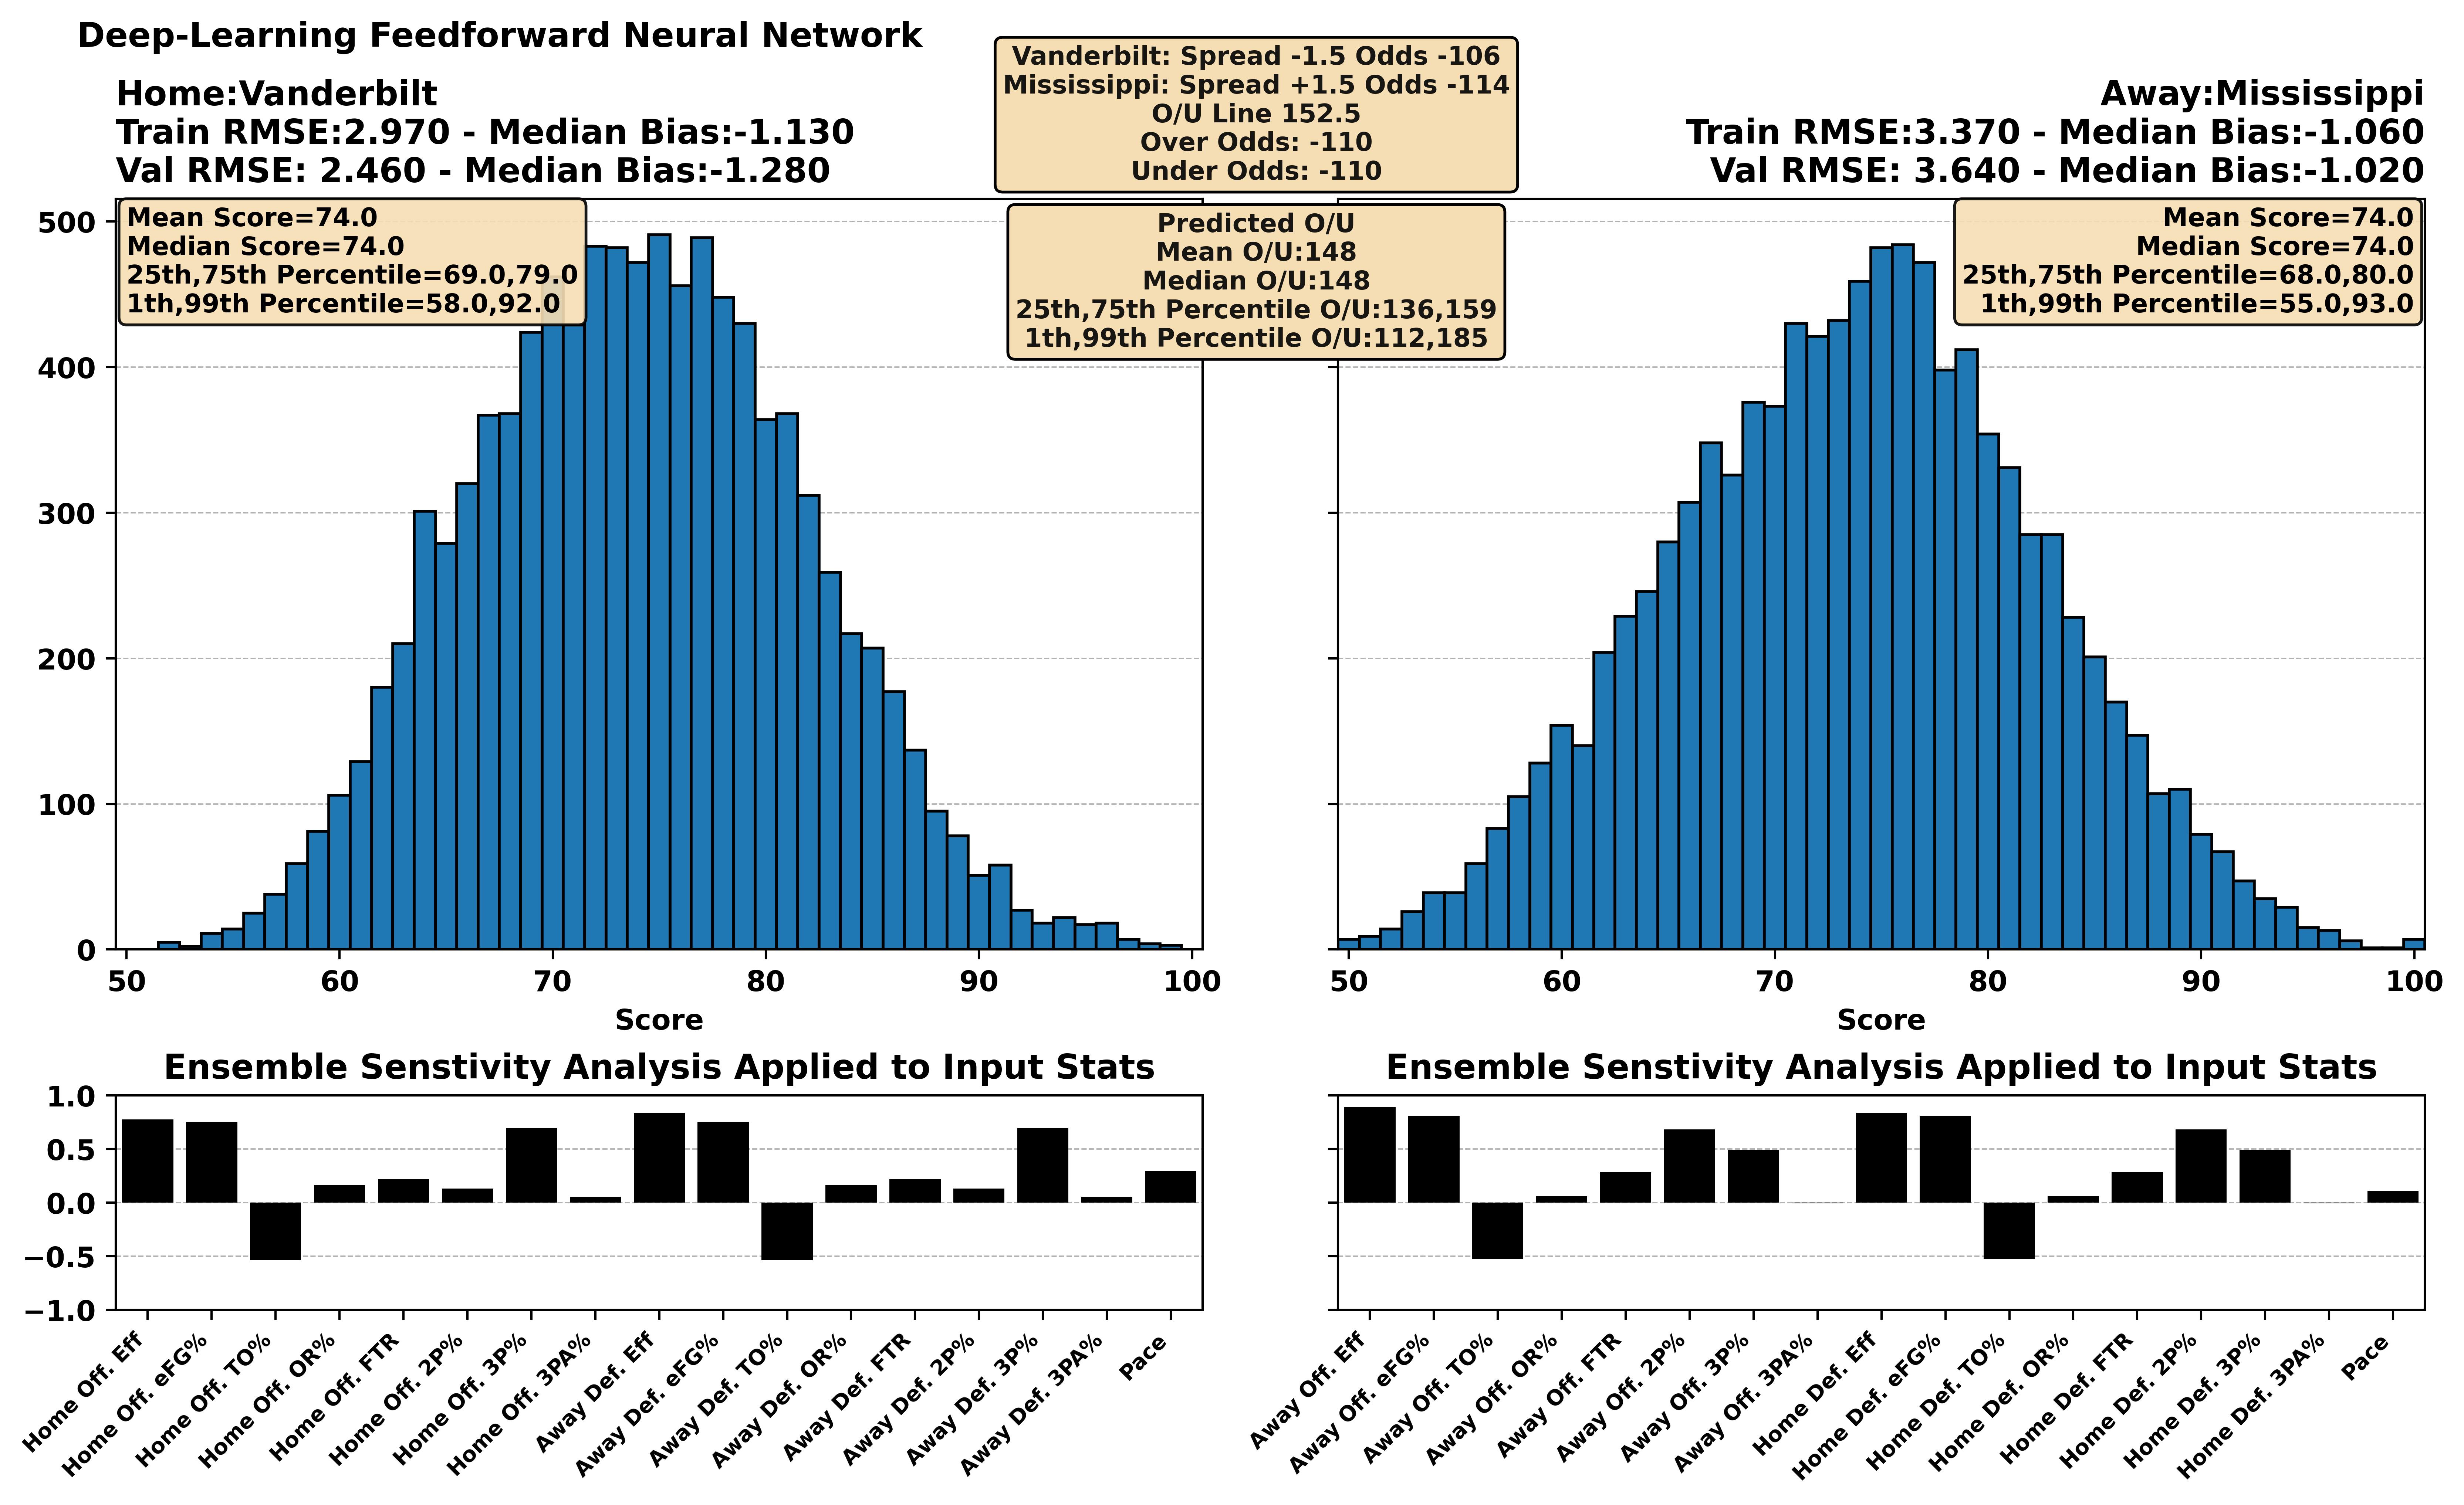 Deep-Learning Feedforward Neural Network
Home:Vanderbilt
Train RMSE:2.970 - Median Bias:-1.130
Val RMSE: 2.460 - Median Bias:-1.280
Vanderbilt: Spread -1.5 Odds -106
Mississippi: Spread +1.5 Odds -114
O/U Line 152.5
Over Odds: -110
Under Odds: -110
Away:Mississippi
Train RMSE:3.370 - Median Bias:-1.060
Val RMSE: 3.640 - Median Bias:-1.020
Mean Score=74.0
Median Score=74.0
25th,75th Percentile=69.0,79.0
1th,99th Percentile=58.0,92.0
Predicted O/U
Mean O/U:148
Median O/U:148
25th,75th Percentile O/U:136,159
1th,99th Percentile O/U:112,185
Mean Score=74.0
Median Score=74.0
25th,75th Percentile=68.0,80.0
1th,99th Percentile=55.0,93.0
500
400
300
200
100
0
50 60 70 80 90 100
Score
50 60 70 80 90 100
Score
Ensemble Senstivity Analysis Applied to Input Stats
1.0
0.5
0.0
−0.5
−1.0
Home Off. Eff
Home Off. eFG%
Home Off. TO%
Home Off. OR%
Home Off. FTR
Home Off. 2P%
Home Off. 3P%
Home Off. 3PA%
Away Def. Eff
Away Def. eFG%
Away Def. TO%
Away Def. OR%
Away Def. FTR
Away Def. 2P%
Away Def. 3P%
Away Def. 3PA%
Pace
Ensemble Senstivity Analysis Applied to Input Stats
Away Off. Eff
Away Off. eFG%
Away Off. TO%
Away Off. OR%
Away Off. FTR
Away Off. 2P%
Away Off. 3P%
Away Off. 3PA%
Home Def. Eff
Home Def. eFG%
Home Def. TO%
Home Def. OR%
Home Def. FTR
Home Def. 2P%
Home Def. 3P%
Home Def. 3PA%
Pace